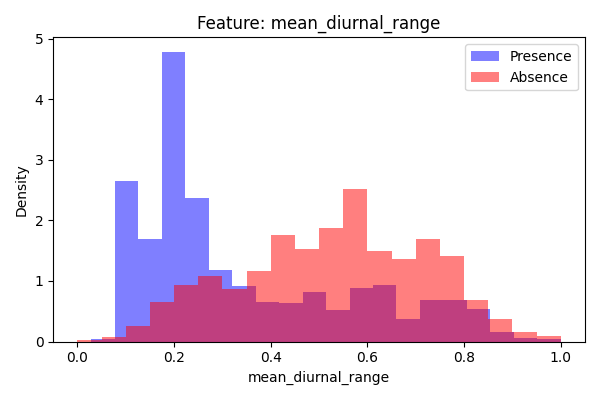 Feature: mean_diurnal_range
Presence
Absence
Density
5
4
3
2
1
0
0.0 0.2 0.4 0.6 0.8 1.0
mean_diurnal_range